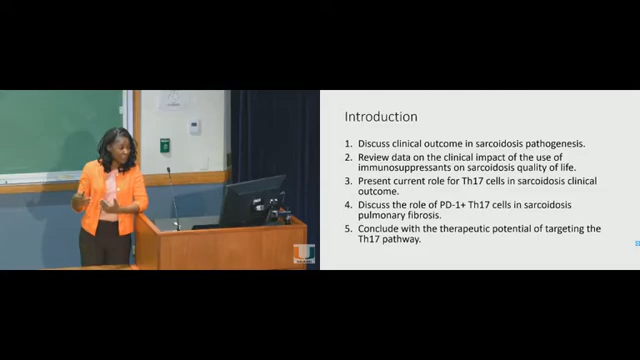 Introduction
1. Discuss clinical outcome in sarcoidosis pathogenesis.
2. Review data on the clinical impact of the use of
immunosuppressants on sarcoidosis quality of life.
3. Present current role for Th17 cells in sarcoidosis clinical
outcome.
4. Discuss the role of PD-1+ Th17 cells in sarcoidosis
pulmonary fibrosis.
5. Conclude with the therapeutic potential of targeting the
Th17 pathway.